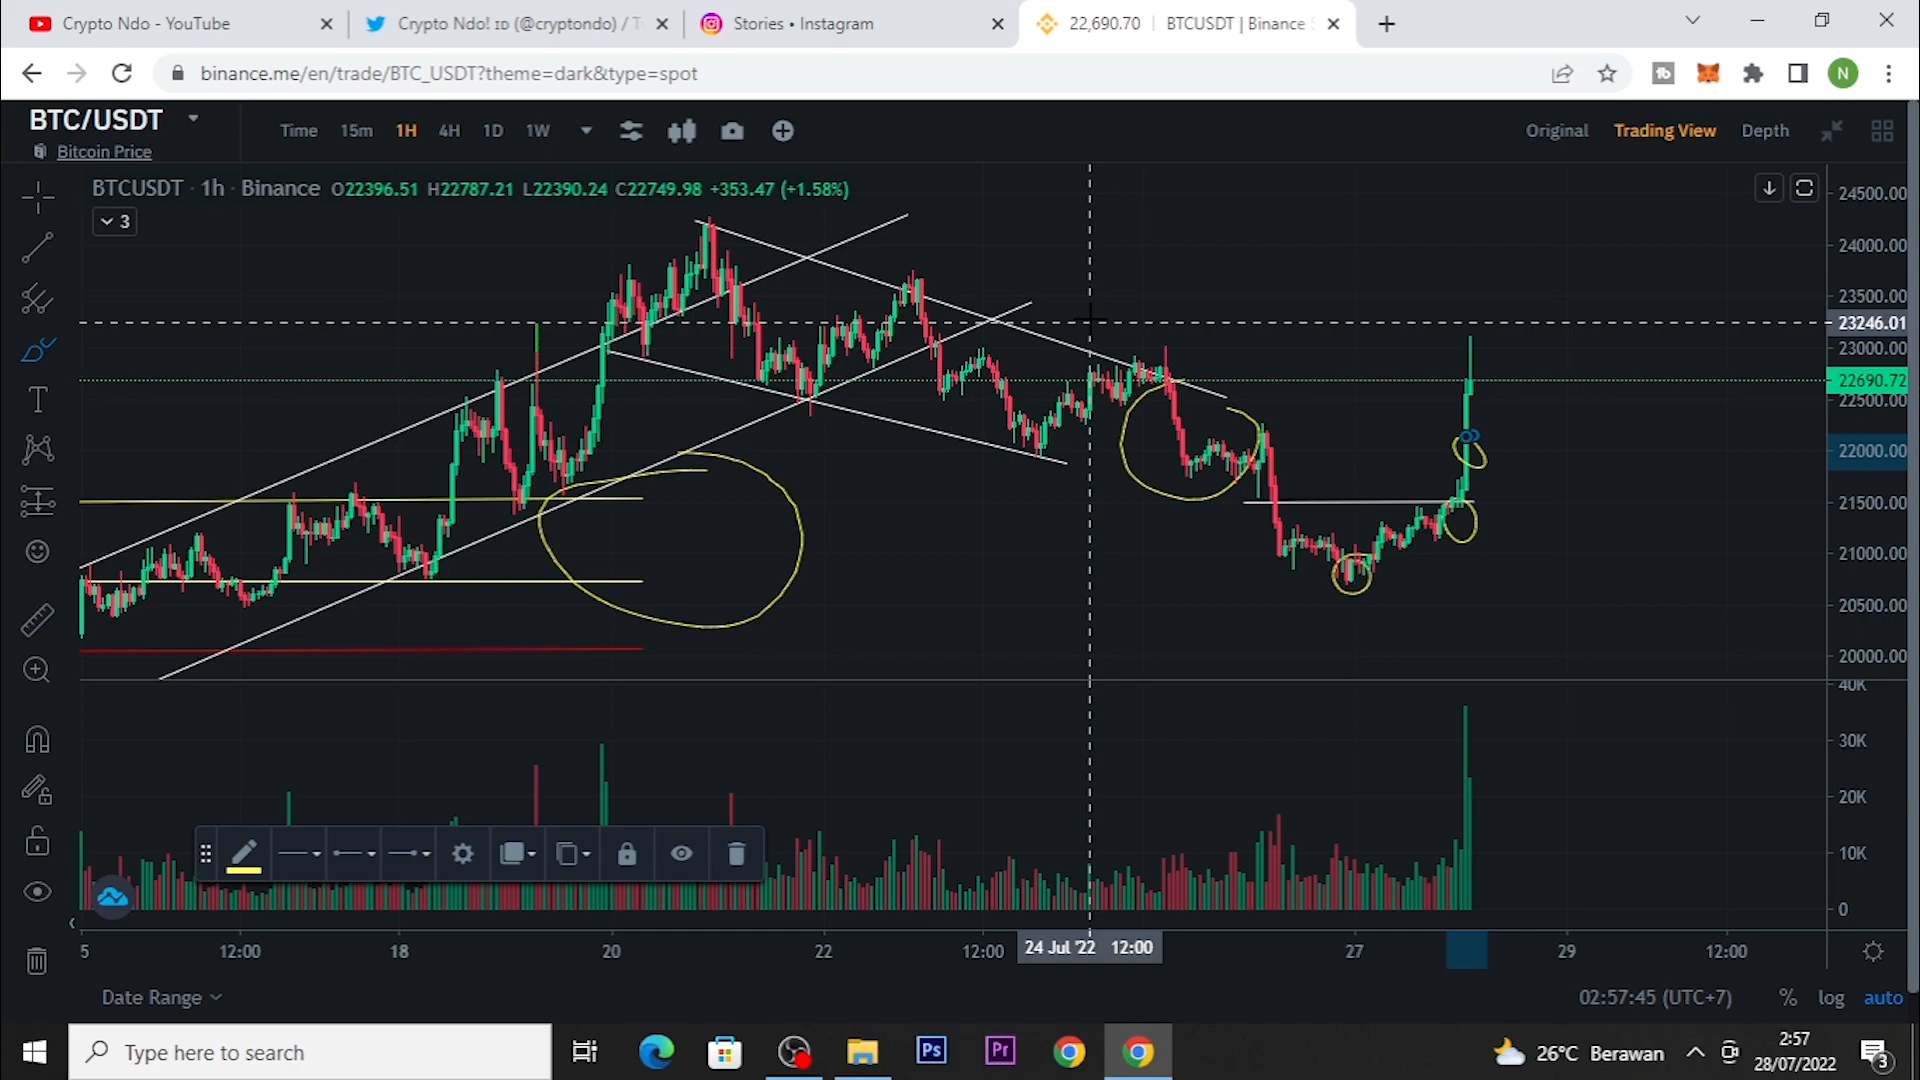 Crypto Ndo - YouTube
Crypto Ndo! ID (@cryptondo) / Tw
Stories • Instagram
22,690.70 | BTCUSDT | Binance S
binance.me/en/trade/BTC_USDT?theme=dark&type=spot
N
BTC/USDT
Bitcoin Price
Time 15m 1H 4H 1D 1W
Original Trading View Depth
BTCUSDT · 1h · Binance O22396.51 H22787.21 L22390.24 C22749.98 +353.47 (+1.58%)
3
24500.00
24000.00
23500.00
23246.01
23000.00
22690.72
22500.00
22000.00
21500.00
21000.00
20500.00
20000.00
40K
30K
20K
10K
0
5 12:00 18 20 22 12:00 24 Jul '22 12:00 27 29 12:00
Date Range
02:57:45 (UTC+7) % log auto
Type here to search
Ps
Pr
26°C Berawan
2:57
28/07/2022
3